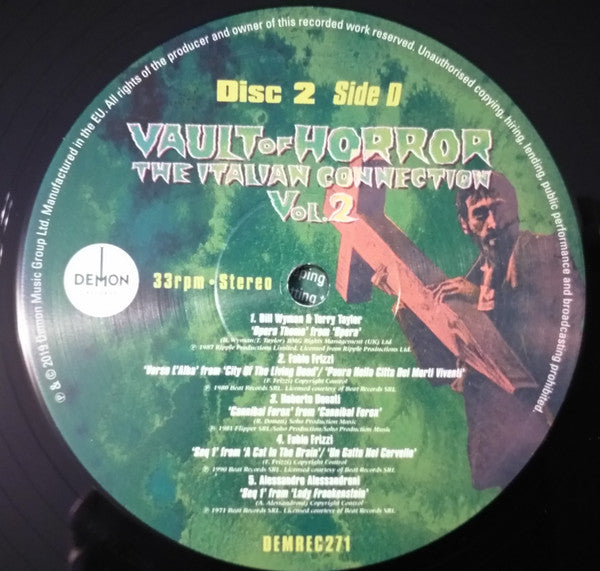 ℗ & © 2019 Demon Music Group Ltd. Manufactured in the EU. All rights of the producer and owner of this recorded work reserved. Unauthorised copying, hiring, lending, public performance and broadcasting prohibited.
Disc 2 Side D
VAULT OF HORROR
THE ITALIAN CONNECTION
VOL.2
DEMON
33rpm • Stereo
1. Bill Wyman & Terry Taylor
'Opera Theme' from 'Opera'
(B. Wyman/T. Taylor) BMG Rights Management (UK) Ltd
℗ 1987 Ripple Productions Limited. Licensed from Ripple Productions Ltd.
2. Fabio Frizzi
'Verso L'Alba' from 'City Of The Living Dead'/ 'Paura Nella Citta Dei Morti Viventi'
(F. Frizzi) Copyright Control
℗ 1980 Beat Records SRL. Licensed courtesy of Beat Records SRL
3. Roberto Donati
'Cannibal Ferox' from 'Cannibal Ferox'
(R. Donati) Soho Production Music
℗ 1981 Flipper SRL/Soho Production/Soho Production Music
4. Fabio Frizzi
'Seq 1' from 'A Cat In The Brain'/ 'Un Gatto Nel Cervello'
(F. Frizzi) Copyright Control
℗ 1990 Beat Records SRL. Licensed courtesy of Beat Records SRL
5. Alessandro Alessandroni
'Seq 1' from 'Lady Frankenstein'
(A. Alessandroni) Copyright Control
℗ 1971 Beat Records SRL. Licensed courtesy of Beat Records SRL
DEMREC271